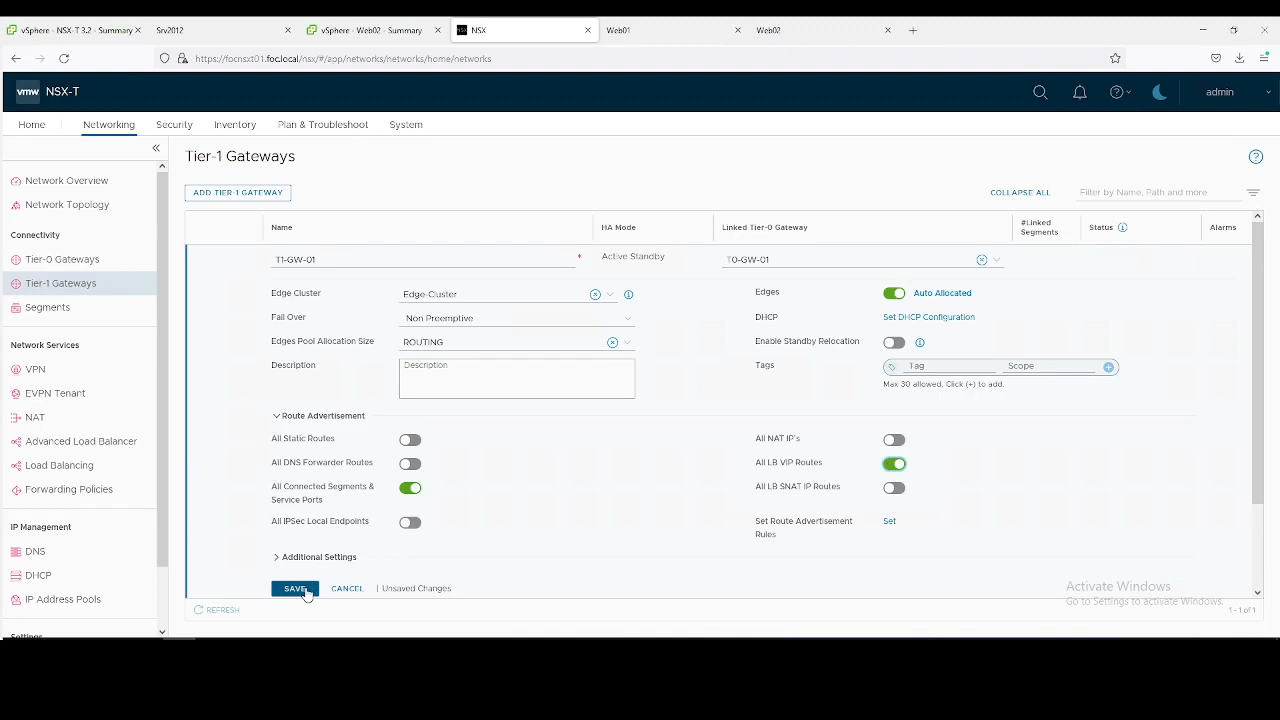 vSphere - NSX-T 3.2 - Summary
Srv2012
vSphere - Web02 - Summary
NSX
Web01
Web02
https://focnsxt01.foc.local/nsx/#/app/networks/network:/home/networks
vmw NSX-T
admin
Home
Networking
Security
Inventory
Plan & Troubleshoot
System
Network Overview
Network Topology
Connectivity
Tier-0 Gateways
Tier-1 Gateways
Segments
Network Services
VPN
EVPN Tenant
NAT
Advanced Load Balancer
Load Balancing
Forwarding Policies
IP Management
DNS
DHCP
IP Address Pools
Settings
Tier-1 Gateways
ADD TIER-1 GATEWAY
COLLAPSE ALL
Filter by Name, Path and more
Name
HA Mode
Linked Tier-0 Gateway
#Linked
Segments
Status
Alarms
T1-GW-01 *
Active Standby
T0-GW-01
Edge Cluster
Edge-Cluster
Edges
Auto Allocated
Fail Over
Non Preemptive
DHCP
Set DHCP Configuration
Edges Pool Allocation Size
ROUTING
Enable Standby Relocation
Description
Description
Tags
Tag
Scope
Max 30 allowed. Click (+) to add.
Route Advertisement
All Static Routes
All NAT IP's
All DNS Forwarder Routes
All LB VIP Routes
All Connected Segments &
Service Ports
All LB SNAT IP Routes
All IPSec Local Endpoints
Set Route Advertisement
Rules
Set
Additional Settings
SAVE
CANCEL
| Unsaved Changes
Activate Windows
Go to Settings to activate Windows.
REFRESH
1 - 1 of 1